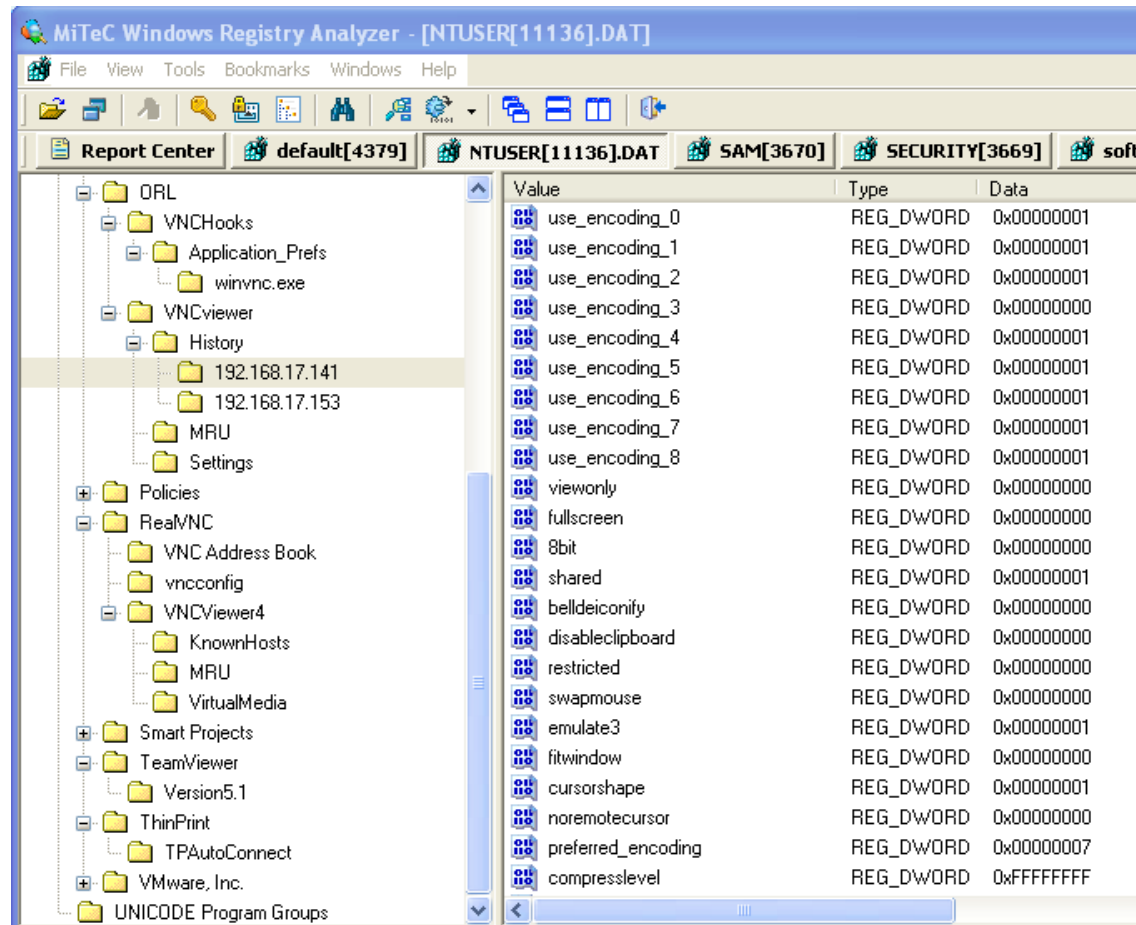 MiTeC Windows Registry Analyzer - [NTUSER[11136].DAT]
File View Tools Bookmarks Windows Help
Report Center default[4379] NTUSER[11136].DAT SAM[3670] SECURITY[3669] soft
Value Type Data
ORL
VNCHooks
Application_Prefs
winvnc.exe
VNCviewer
History
192.168.17.141
192.168.17.153
MRU
Settings
Policies
RealVNC
VNC Address Book
vncconfig
VNCViewer4
KnownHosts
MRU
VirtualMedia
Smart Projects
TeamViewer
Version5.1
ThinPrint
TPAutoConnect
VMware, Inc.
UNICODE Program Groups
use_encoding_0 REG_DWORD 0x00000001
use_encoding_1 REG_DWORD 0x00000001
use_encoding_2 REG_DWORD 0x00000001
use_encoding_3 REG_DWORD 0x00000000
use_encoding_4 REG_DWORD 0x00000001
use_encoding_5 REG_DWORD 0x00000001
use_encoding_6 REG_DWORD 0x00000001
use_encoding_7 REG_DWORD 0x00000001
use_encoding_8 REG_DWORD 0x00000001
viewonly REG_DWORD 0x00000000
fullscreen REG_DWORD 0x00000000
8bit REG_DWORD 0x00000000
shared REG_DWORD 0x00000001
belldeiconify REG_DWORD 0x00000000
disableclipboard REG_DWORD 0x00000000
restricted REG_DWORD 0x00000000
swapmouse REG_DWORD 0x00000000
emulate3 REG_DWORD 0x00000001
fitwindow REG_DWORD 0x00000000
cursorshape REG_DWORD 0x00000001
noremotecursor REG_DWORD 0x00000000
preferred_encoding REG_DWORD 0x00000007
compresslevel REG_DWORD 0xFFFFFFFF